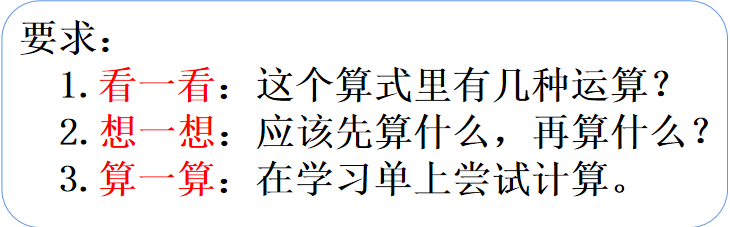 要求：
1.看一看：这个算式里有几种运算？
2.想一想：应该先算什么，再算什么？
3.算一算：在学习单上尝试计算。